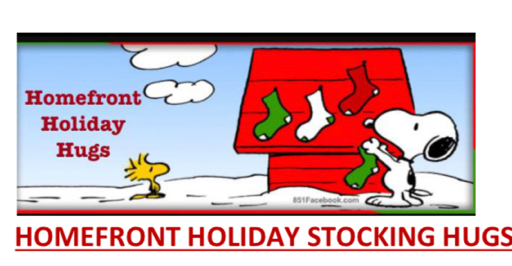 Homefront
Holiday
Hugs
851Facebook.com
HOMEFRONT HOLIDAY STOCKING HUGS